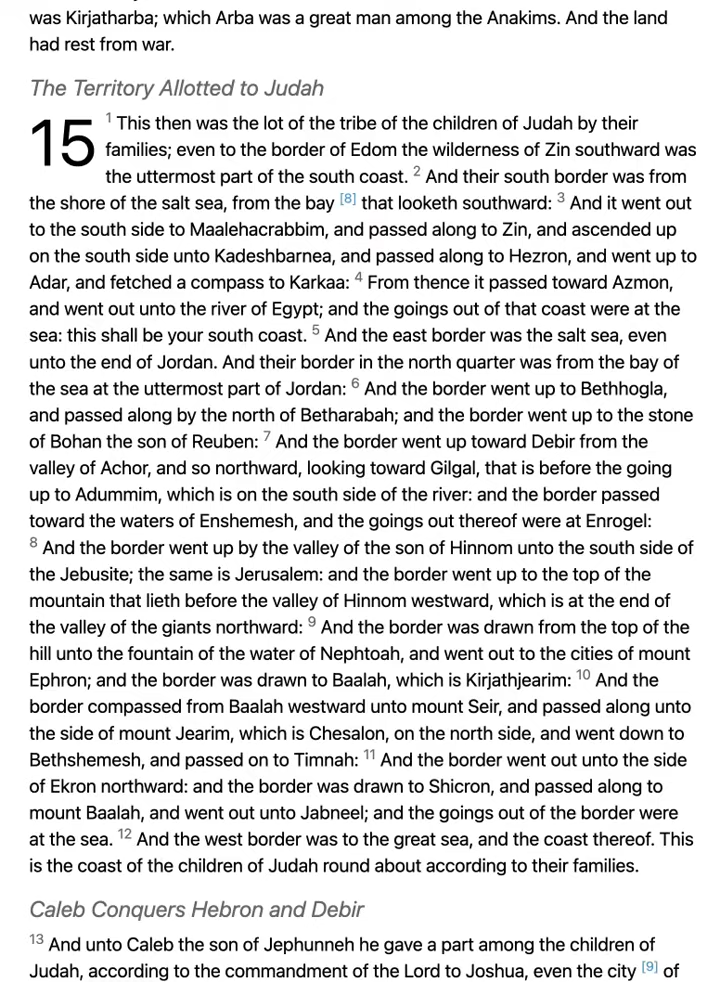 was Kirjatharba; which Arba was a great man among the Anakims. And the land
had rest from war.
The Territory Allotted to Judah
15 1 This then was the lot of the tribe of the children of Judah by their
families; even to the border of Edom the wilderness of Zin southward was
the uttermost part of the south coast. 2 And their south border was from
the shore of the salt sea, from the bay [8] that looketh southward: 3 And it went out
to the south side to Maalehacrabbim, and passed along to Zin, and ascended up
on the south side unto Kadeshbarnea, and passed along to Hezron, and went up to
Adar, and fetched a compass to Karkaa: 4 From thence it passed toward Azmon,
and went out unto the river of Egypt; and the goings out of that coast were at the
sea: this shall be your south coast. 5 And the east border was the salt sea, even
unto the end of Jordan. And their border in the north quarter was from the bay of
the sea at the uttermost part of Jordan: 6 And the border went up to Bethhogla,
and passed along by the north of Betharabah; and the border went up to the stone
of Bohan the son of Reuben: 7 And the border went up toward Debir from the
valley of Achor, and so northward, looking toward Gilgal, that is before the going
up to Adummim, which is on the south side of the river: and the border passed
toward the waters of Enshemesh, and the goings out thereof were at Enrogel:
8 And the border went up by the valley of the son of Hinnom unto the south side of
the Jebusite; the same is Jerusalem: and the border went up to the top of the
mountain that lieth before the valley of Hinnom westward, which is at the end of
the valley of the giants northward: 9 And the border was drawn from the top of the
hill unto the fountain of the water of Nephtoah, and went out to the cities of mount
Ephron; and the border was drawn to Baalah, which is Kirjathjearim: 10 And the
border compassed from Baalah westward unto mount Seir, and passed along unto
the side of mount Jearim, which is Chesalon, on the north side, and went down to
Bethshemesh, and passed on to Timnah: 11 And the border went out unto the side
of Ekron northward: and the border was drawn to Shicron, and passed along to
mount Baalah, and went out unto Jabneel; and the goings out of the border were
at the sea. 12 And the west border was to the great sea, and the coast thereof. This
is the coast of the children of Judah round about according to their families.
Caleb Conquers Hebron and Debir
13 And unto Caleb the son of Jephunneh he gave a part among the children of
Judah, according to the commandment of the Lord to Joshua, even the city [9] of